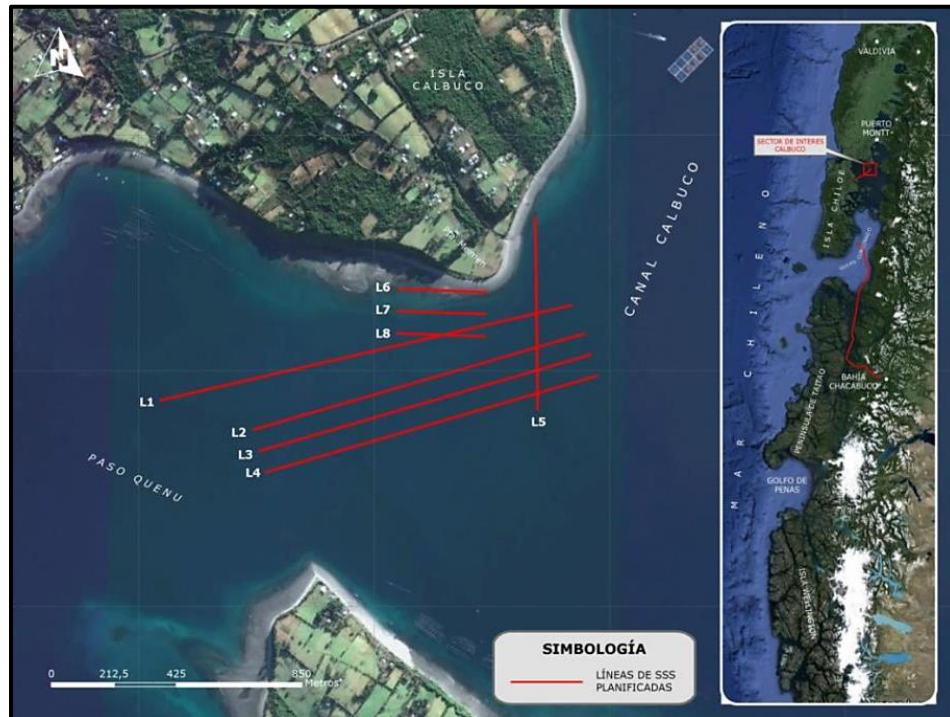 N
ISLA
CALBUCO
CANAL CALBUCO
L6
L7
L8
L1
L2
L3
L4
L5
PASO QUENU
0 212,5 425 850
Metros
SIMBOLOGÍA
LÍNEAS DE SSS
PLANIFICADAS
VALDIVIA
PUERTO
MONTT
SECTOR DE INTERES
CALBUCO
ISLA CHILOE
MAR CHILENO
BAHÍA
CHACABUCO
PENINSULA DE TAITAO
GOLFO DE
PENAS
ISLA WELLINGTON